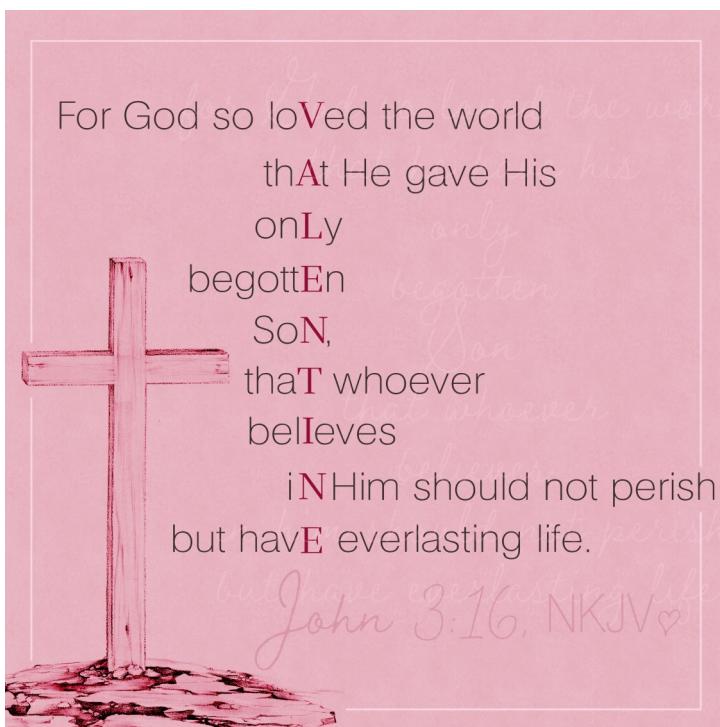 For God so loVed the world
thAt He gave His
onLy
begottEn
SoN,
thaT whoever
belIeves
iN Him should not perish
but havE everlasting life.
John 3:16, NKJV♡